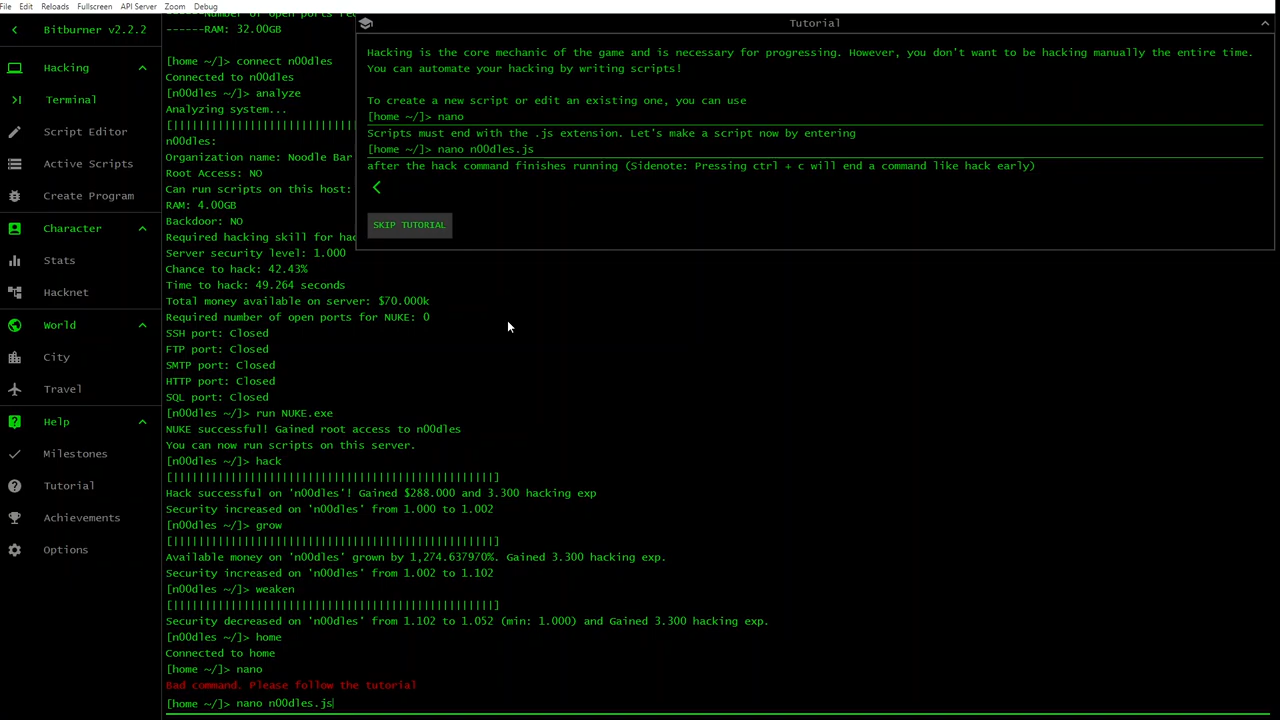 File Edit Reloads Fullscreen API Server Zoom Debug
Bitburner v2.2.2
Hacking
Terminal
Script Editor
Active Scripts
Create Program
Character
Stats
Hacknet
World
City
Travel
Help
Milestones
Tutorial
Achievements
Options
------RAM: 32.00GB
[home ~/]> connect n00dles
Connected to n00dles
[n00dles ~/]> analyze
Analyzing system...
[||||||||||||||||||||||||||||
n00dles:
Organization name: Noodle Bar
Root Access: NO
Can run scripts on this host:
RAM: 4.00GB
Backdoor: NO
Required hacking skill for hac
Server security level: 1.000
Chance to hack: 42.43%
Time to hack: 49.264 seconds
Total money available on server: $70.000k
Required number of open ports for NUKE: 0
SSH port: Closed
FTP port: Closed
SMTP port: Closed
HTTP port: Closed
SQL port: Closed
[n00dles ~/]> run NUKE.exe
NUKE successful! Gained root access to n00dles
You can now run scripts on this server.
[n00dles ~/]> hack
[||||||||||||||||||||||||||||||||||||||||||||||||||]
Hack successful on 'n00dles'! Gained $288.000 and 3.300 hacking exp
Security increased on 'n00dles' from 1.000 to 1.002
[n00dles ~/]> grow
[||||||||||||||||||||||||||||||||||||||||||||||||||]
Available money on 'n00dles' grown by 1,274.637970%. Gained 3.300 hacking exp.
Security increased on 'n00dles' from 1.002 to 1.102
[n00dles ~/]> weaken
[||||||||||||||||||||||||||||||||||||||||||||||||||]
Security decreased on 'n00dles' from 1.102 to 1.052 (min: 1.000) and Gained 3.300 hacking exp.
[n00dles ~/]> home
Connected to home
[home ~/]> nano
Bad command. Please follow the tutorial
[home ~/]> nano n00dles.js
Tutorial
Hacking is the core mechanic of the game and is necessary for progressing. However, you don't want to be hacking manually the entire time.
You can automate your hacking by writing scripts!
To create a new script or edit an existing one, you can use
[home ~/]> nano
Scripts must end with the .js extension. Let's make a script now by entering
[home ~/]> nano n00dles.js
after the hack command finishes running (Sidenote: Pressing ctrl + c will end a command like hack early)
SKIP TUTORIAL